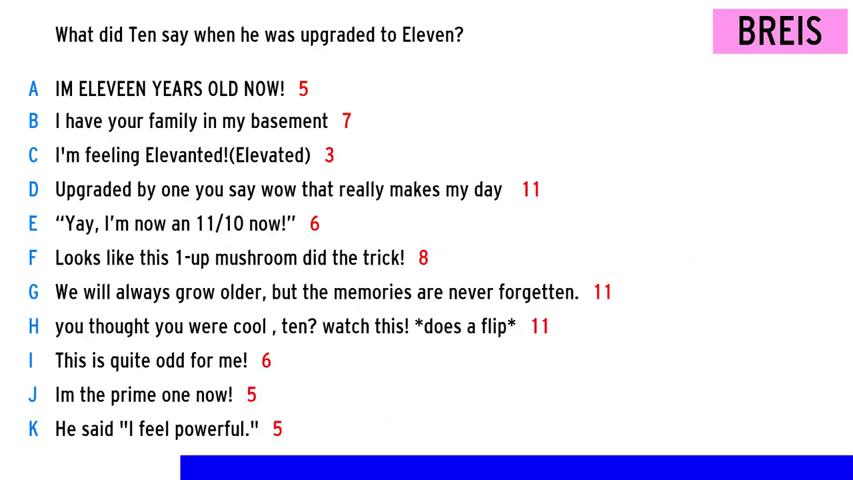 What did Ten say when he was upgraded to Eleven?
BREIS
A IM ELEVEEN YEARS OLD NOW! 5
B I have your family in my basement 7
C I'm feeling Elevanted!(Elevated) 3
D Upgraded by one you say wow that really makes my day 11
E “Yay, I’m now an 11/10 now!” 6
F Looks like this 1-up mushroom did the trick! 8
G We will always grow older, but the memories are never forgetten. 11
H you thought you were cool , ten? watch this! *does a flip* 11
I This is quite odd for me! 6
J Im the prime one now! 5
K He said "I feel powerful." 5